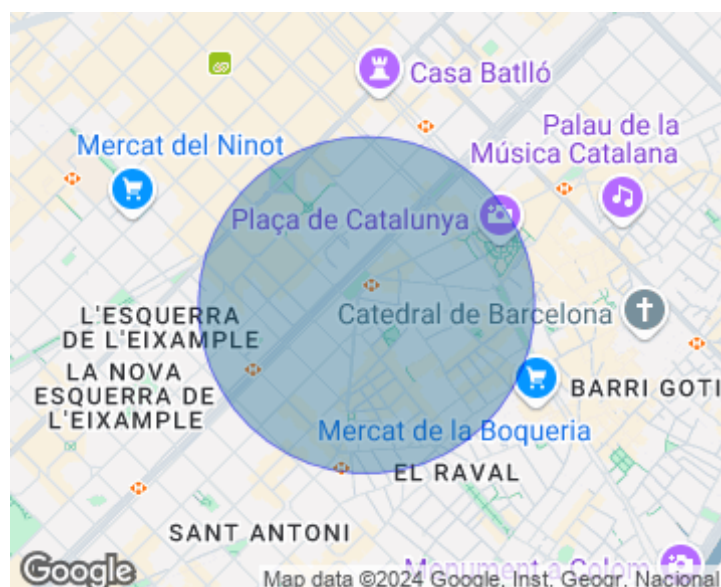 Casa Batlló
Palau de la
Música Catalana
Mercat del Ninot
Plaça de Catalunya
L'ESQUERRA
DE L'EIXAMPLE
Catedral de Barcelona
LA NOVA
ESQUERRA DE
L'EIXAMPLE
BARRI GOTI
Mercat de la Boqueria
EL RAVAL
SANT ANTONI
Monument a Colom
Google
Map data ©2024 Google, Inst. Geogr. Nacional